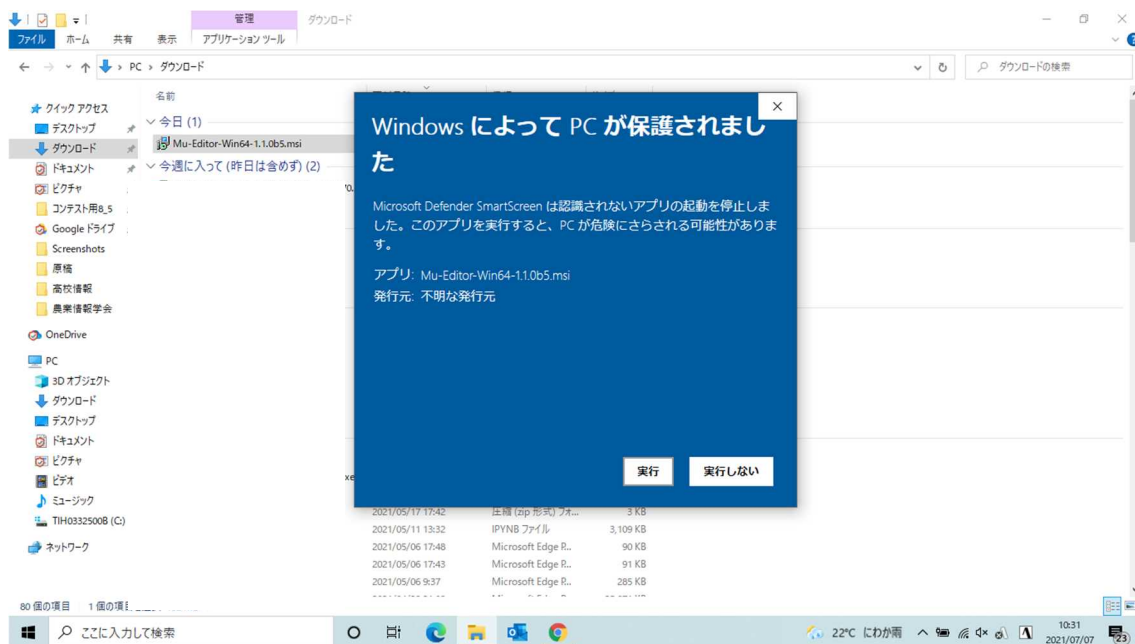 管理 ダウンロード
ファイル ホーム 共有 表示 アプリケーション ツール
PC › ダウンロード ダウンロードの検索
名前
クイック アクセス
デスクトップ
ダウンロード
ドキュメント
ピクチャ
コンテスト用8_5
Google ドライブ
Screenshots
原稿
高校情報
農業情報学会
OneDrive
PC
3D オブジェクト
ダウンロード
デスクトップ
ドキュメント
ピクチャ
ビデオ
ミュージック
TIH0332500B (C:)
ネットワーク
今日 (1)
Mu-Editor-Win64-1.1.0b5.msi
今週に入って (昨日は含めず) (2)
Windows によって PC が保護されまし
た
Microsoft Defender SmartScreen は認識されないアプリの起動を停止しま
した。このアプリを実行すると、PC が危険にさらされる可能性がありま
す。
アプリ: Mu-Editor-Win64-1.1.0b5.msi
発行元: 不明な発行元
実行 実行しない
2021/05/17 17:42 圧縮 (zip 形式) フォ... 3 KB
2021/05/11 13:32 IPYNB ファイル 3,109 KB
2021/05/06 17:48 Microsoft Edge P... 90 KB
2021/05/06 17:43 Microsoft Edge P... 91 KB
2021/05/06 9:37 Microsoft Edge P... 285 KB
80 個の項目 1 個の項
ここに入力して検索
22°C にわか雨 A 10:31
2021/07/07 23